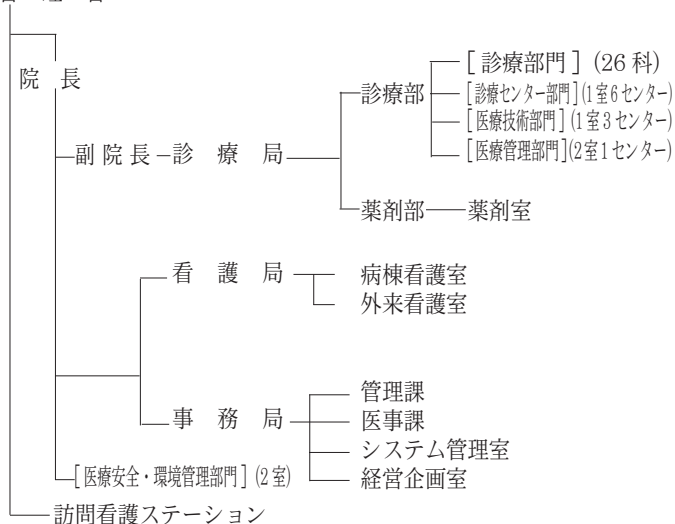 院　長
[ 診療部門 ] (26 科)
診療部
[診療センター部門](1室6センター)
[医療技術部門](1室3センター)
[医療管理部門](2室1センター)
副 院 長 － 診　療　局
薬剤部 薬剤室
看　護　局 病棟看護室
外来看護室
管理課
事　務　局 医事課
システム管理室
[医療安全・環境管理部門](2室) 経営企画室
訪問看護ステーション